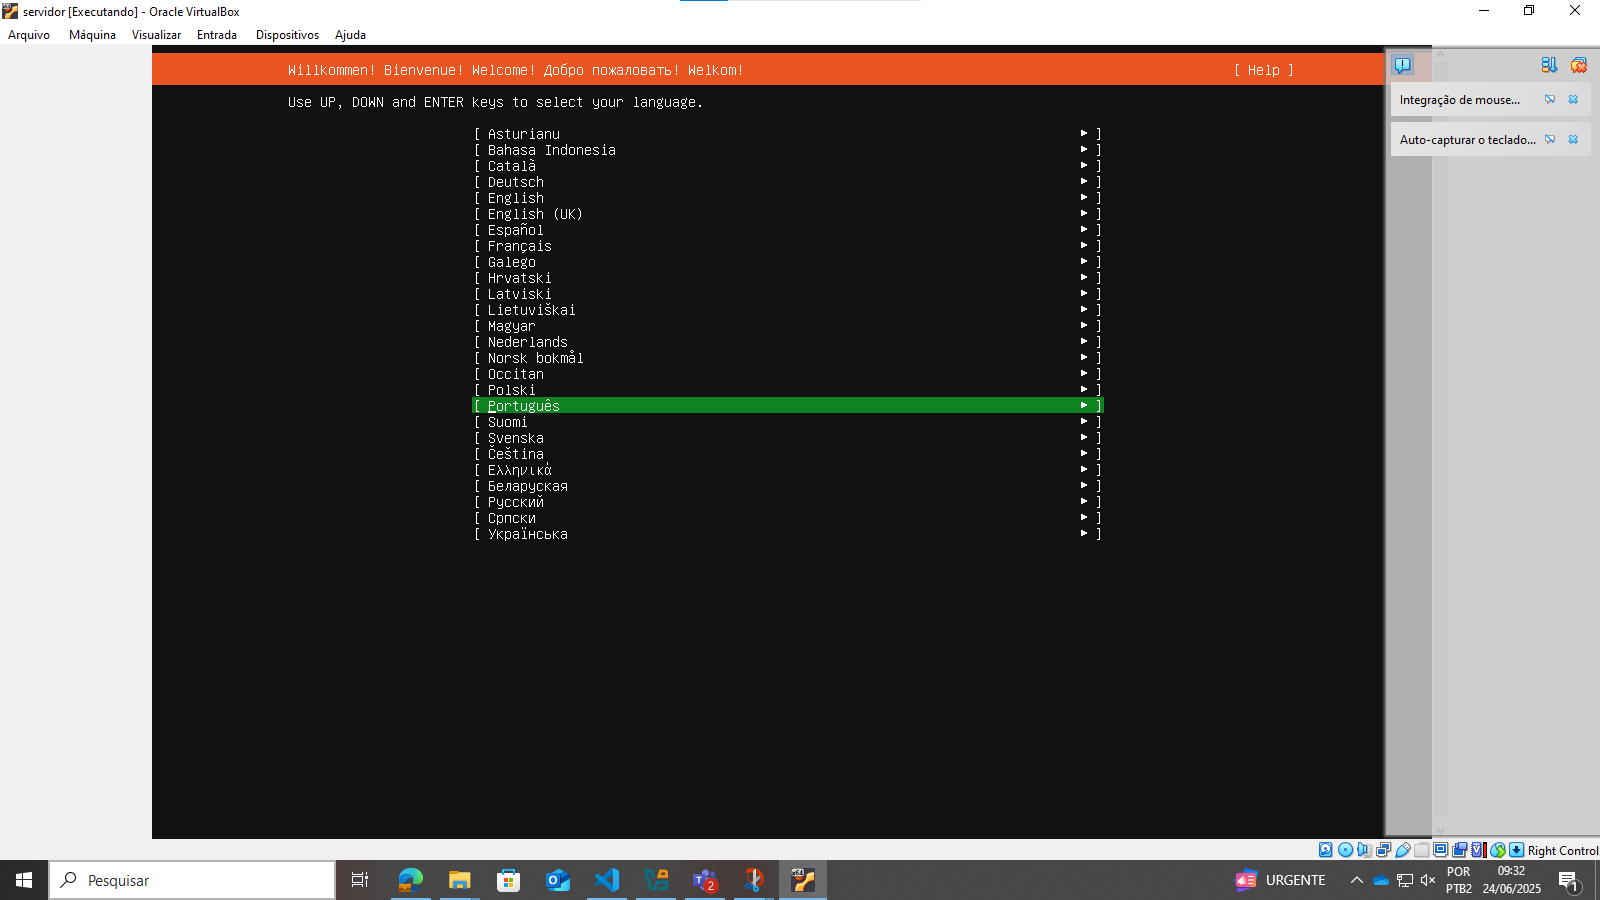 servidor [Executando] - Oracle VirtualBox
Arquivo Máquina Visualizar Entrada Dispositivos Ajuda
Willkommen! Bienvenue! Welcome! Добро пожаловать! Welkom!
[ Help ]
Use UP, DOWN and ENTER keys to select your language.
[ Asturianu ► ]
[ Bahasa Indonesia ► ]
[ Català ► ]
[ Deutsch ► ]
[ English ► ]
[ English (UK) ► ]
[ Español ► ]
[ Français ► ]
[ Galego ► ]
[ Hrvatski ► ]
[ Latviski ► ]
[ Lietuviškai ► ]
[ Magyar ► ]
[ Nederlands ► ]
[ Norsk bokmål ► ]
[ Occitan ► ]
[ Polski ► ]
[ Português ► ]
[ Suomi ► ]
[ Svenska ► ]
[ Čeština ► ]
[ Ελληνικά ► ]
[ Беларуская ► ]
[ Русский ► ]
[ Српски ► ]
[ Українська ► ]
Integração de mouse...
Auto-capturar o teclado...
Right Control
Pesquisar
2
URGENTE
POR
PTB2
09:32
24/06/2025
1